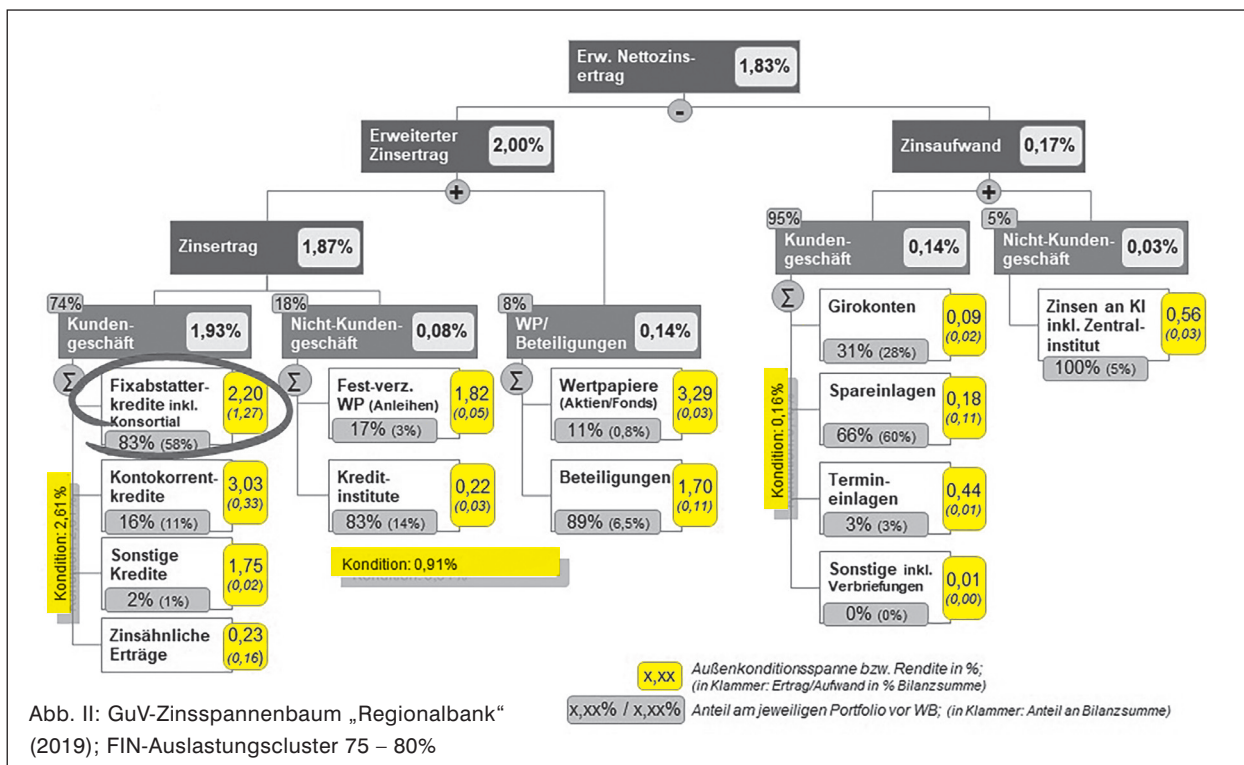 Erw. Nettozins-
ertrag
1,83%
-
Erweiterter
Zinsertrag
2,00%
Zinsaufwand
0,17%
+
+
Zinsertrag
1,87%
95%
Kunden-
geschäft
0,14%
5%
Nicht-Kunden-
geschäft
0,03%
74%
Kunden-
geschäft
1,93%
18%
Nicht-Kunden-
geschäft
0,08%
8%
WP/
Beteiligungen
0,14%
Σ
Σ
Σ
Σ
Fixabstatter-
kredite inkl.
Konsortial
83% (58%)
2,20
(1,27)
Kontokorrent-
kredite
16% (11%)
3,03
(0,33)
Sonstige
Kredite
2% (1%)
1,75
(0,02)
Zinsähnliche
Erträge
0,23
(0,16)
Kondition: 2,61%
Fest-verz.
WP (Anleihen)
17% (3%)
1,82
(0,05)
Kredit-
institute
83% (14%)
0,22
(0,03)
Kondition: 0,91%
Wertpapiere
(Aktien/Fonds)
11% (0,8%)
3,29
(0,03)
Beteiligungen
89% (6,5%)
1,70
(0,11)
Kondition: 0,16%
Girokonten
31% (28%)
0,09
(0,02)
Spareinlagen
66% (60%)
0,18
(0,11)
Termin-
einlagen
3% (3%)
0,44
(0,01)
Sonstige inkl.
Verbriefungen
0% (0%)
0,01
(0,00)
Zinsen an KI
inkl. Zentral-
institut
100% (5%)
0,56
(0,03)
x,xx
Außenkonditionsspanne bzw. Rendite in %;
(in Klammer: Ertrag/Aufwand in % Bilanzsumme)
x,xx% / x,xx%
Anteil am jeweiligen Portfolio vor WB; (in Klammer: Anteil an Bilanzsumme)
Abb. II: GuV-Zinsspannenbaum „Regionalbank“
(2019); FIN-Auslastungscluster 75 – 80%